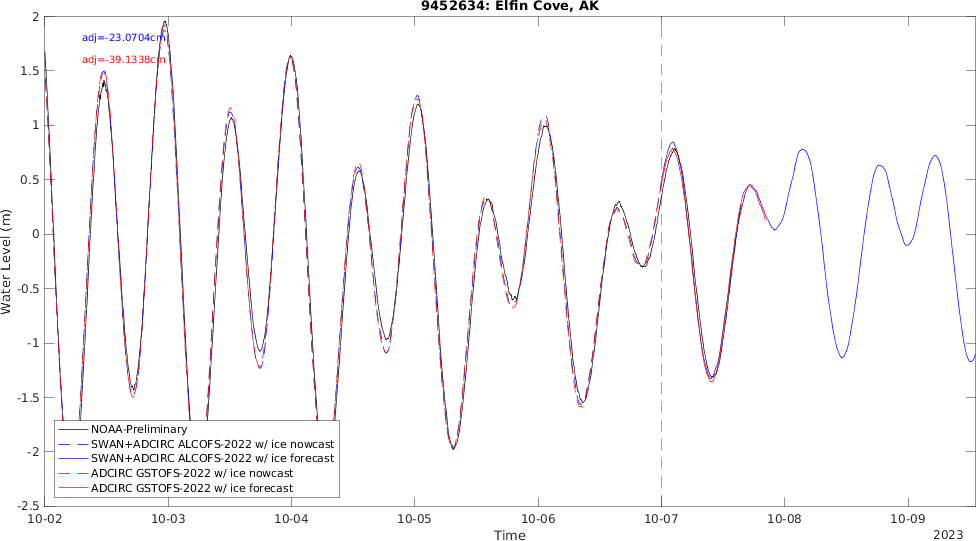 9452634: Elfin Cove, AK
adj=-23.0704cm
adj=-39.1338cm
Water Level (m)
2
1.5
1
0.5
0
-0.5
-1
-1.5
-2
-2.5
NOAA-Preliminary
SWAN+ADCIRC ALCOFS-2022 w/ ice nowcast
SWAN+ADCIRC ALCOFS-2022 w/ ice forecast
ADCIRC GSTOFS-2022 w/ ice nowcast
ADCIRC GSTOFS-2022 w/ ice forecast
10-02 10-03 10-04 10-05 10-06 10-07 10-08 10-09
Time
2023